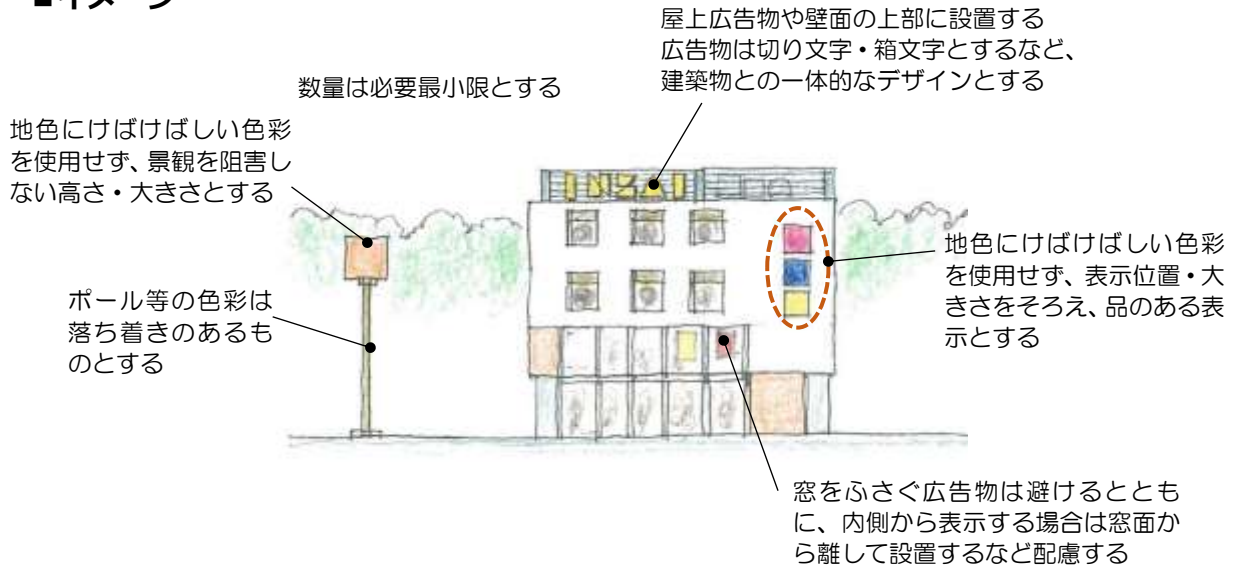 ■イメージ
屋上広告物や壁面の上部に設置する
広告物は切り文字・箱文字とするなど、
建築物との一体的なデザインとする
数量は必要最小限とする
地色にけばけばしい色彩
を使用せず、景観を阻害し
ない高さ・大きさとする
INZAI
地色にけばけばしい色彩
を使用せず、表示位置・大
きさをそろえ、品のある表
示とする
ポール等の色彩は
落ち着きのあるも
のとする
窓をふさぐ広告物は避けるととも
に、内側から表示する場合は窓面か
ら離して設置するなど配慮する